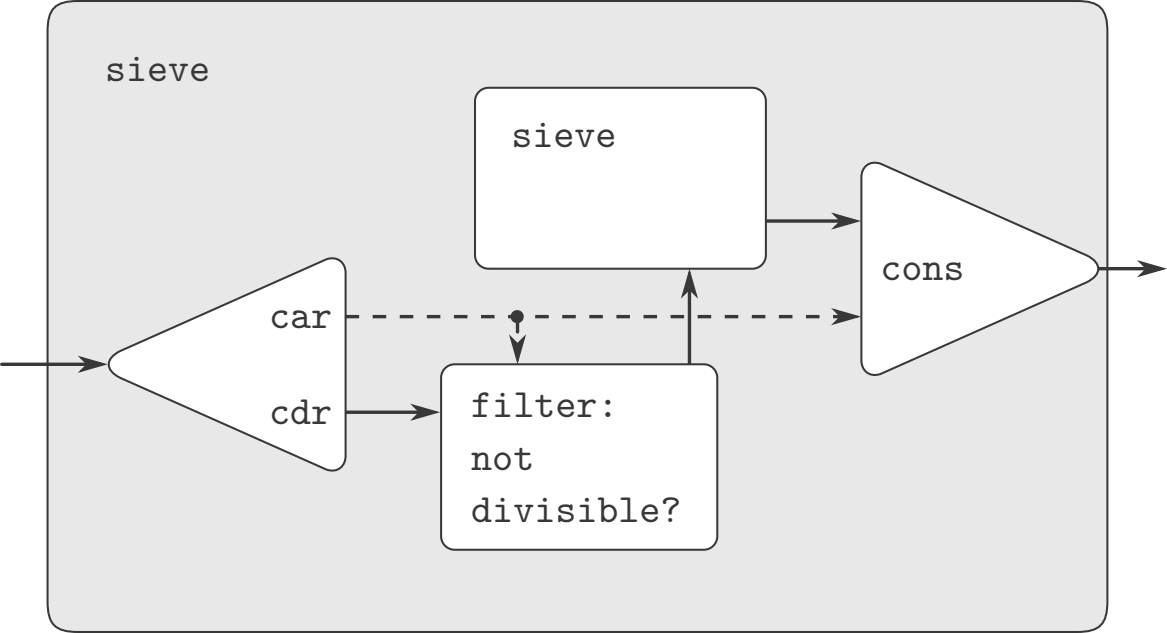 sieve
sieve
cons
car
cdr
filter:
not
divisible?